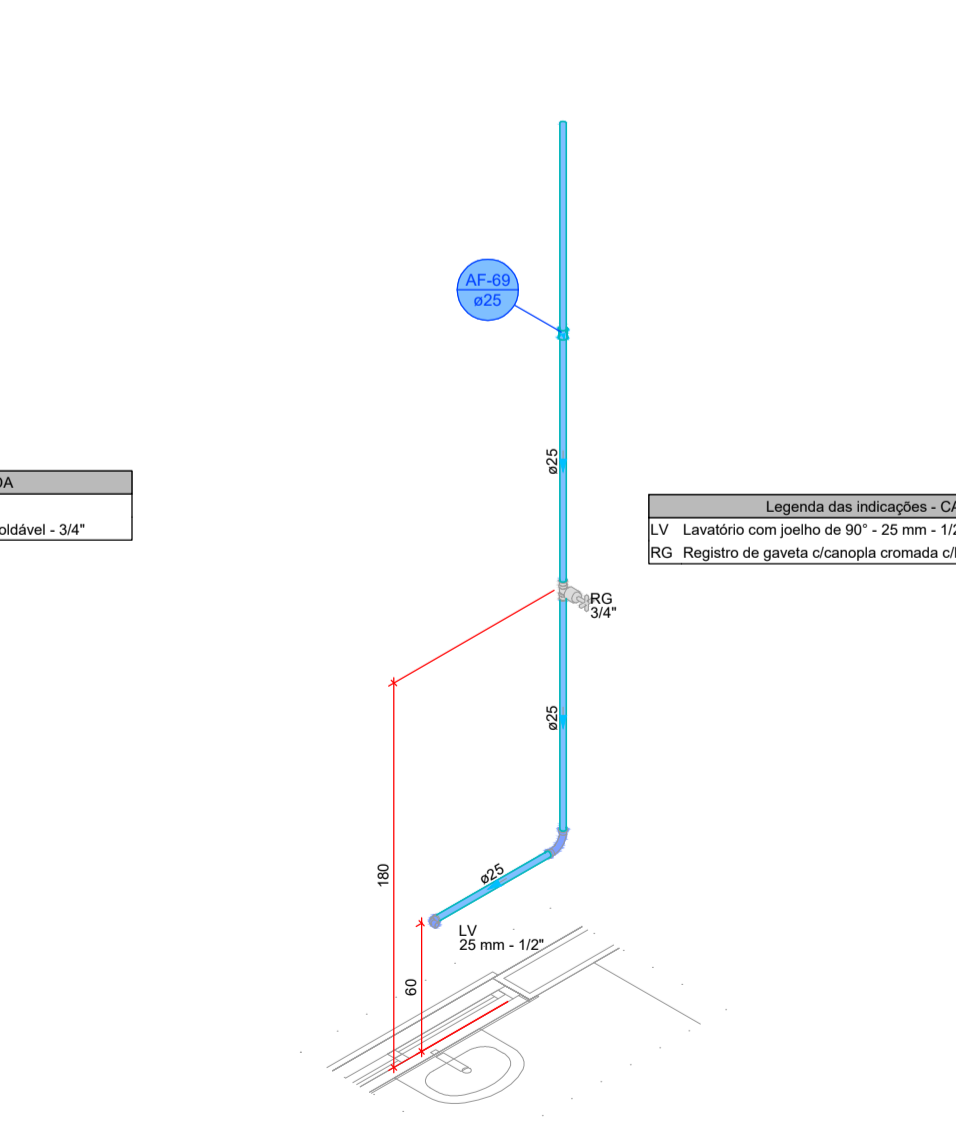 AF-69
ø25
ø25
oldável - 3/4"
Legenda das indicações - CA
LV Lavatório com joelho de 90° - 25 mm - 1/2
RG Registro de gaveta c/canopla cromada c/
RG
3/4"
ø25
180
ø25
LV
25 mm - 1/2"
60